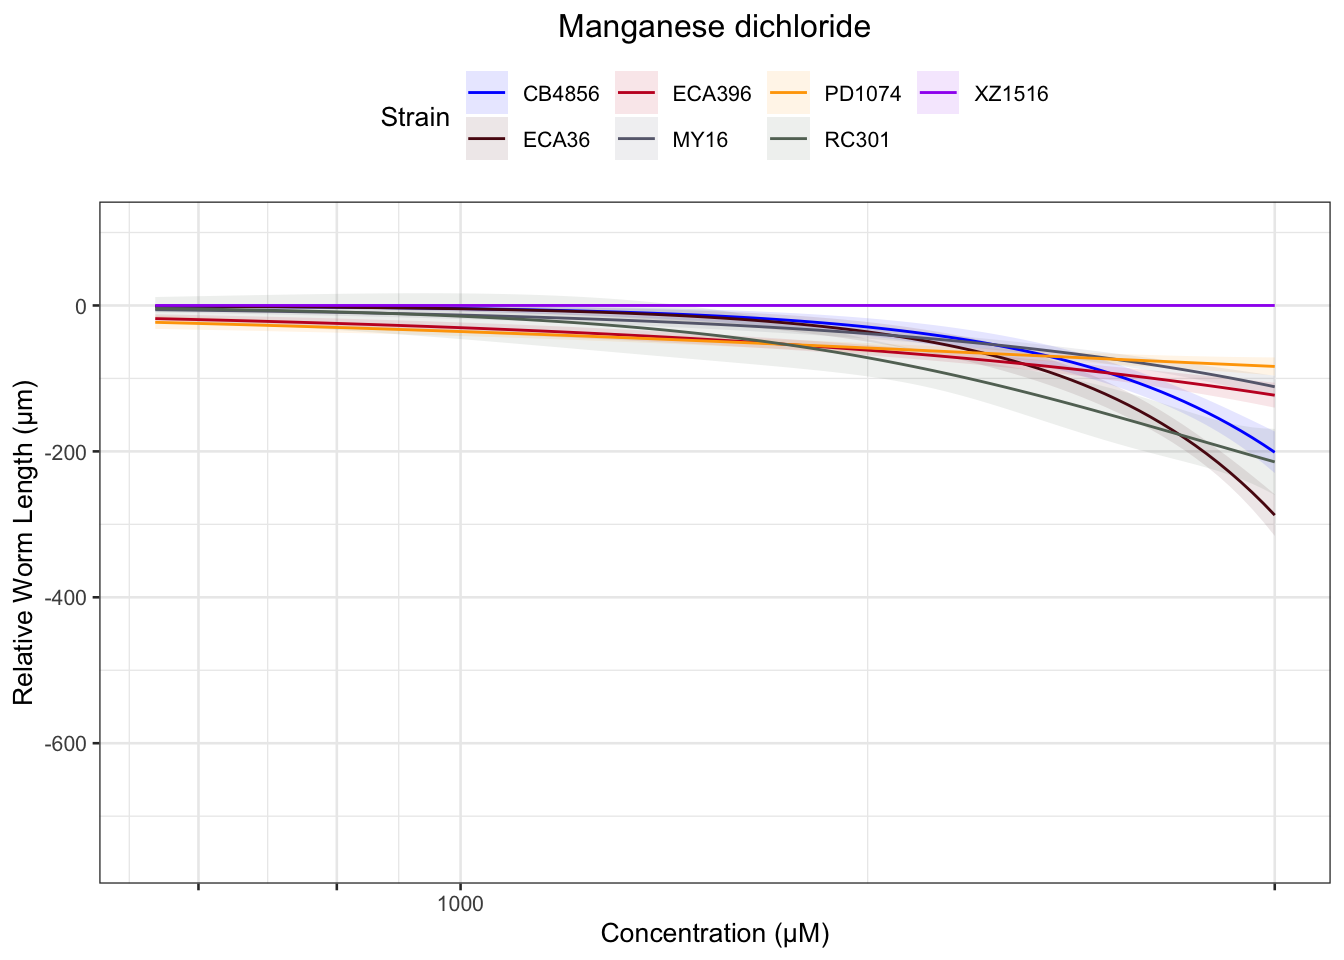 Manganese dichloride
Strain
CB4856 ECA396 PD1074 XZ1516
ECA36 MY16 RC301
Relative Worm Length (µm)
0
-200
-400
-600
1000
Concentration (µM)